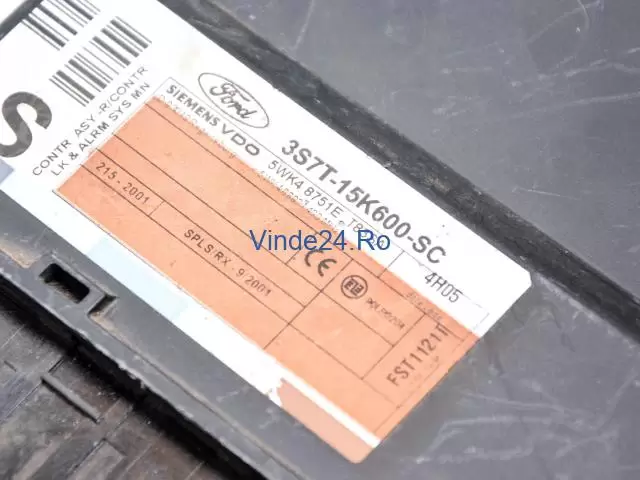 S
CONTR ASY-R/CONTR
LK & ALRM SYS MN
Ford
SIEMENS VDO
3S7T-15K600-SC
5WK4 8751E
4H05
215-2001
SPLS/RX-9/2001
CE
FST11211
Vinde24.Ro